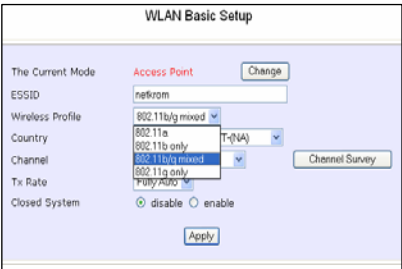 WLAN Basic Setup
The Current Mode Access Point Change
ESSID netkrom
Wireless Profile 802.11b/g mixed
802.11a
802.11b only
802.11b/g mixed
802.11g only
Country T-(NA)
Channel Channel Survey
Tx Rate Fully Auto
Closed System disable enable
Apply